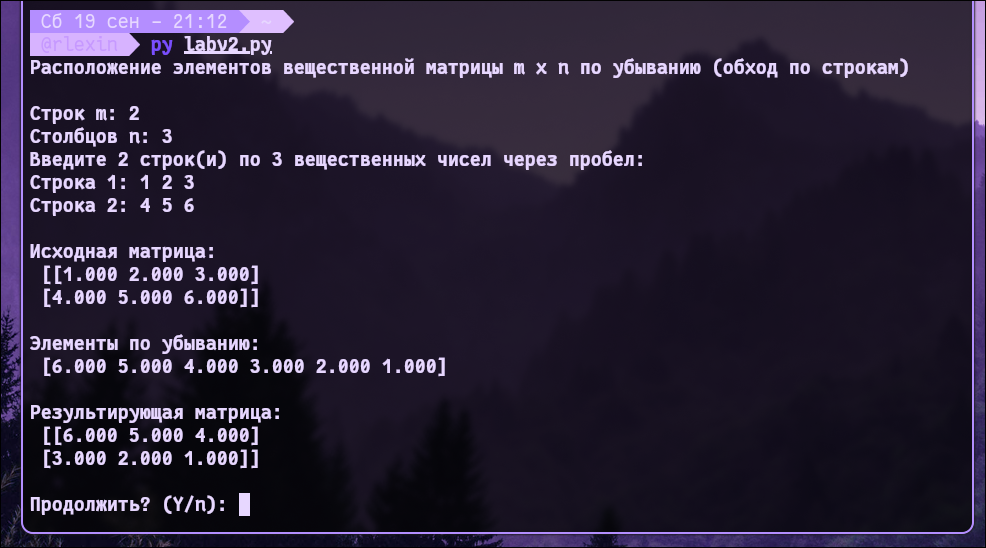 Сб 19 сен – 21:12 ~
@rlexin py labv2.py
Расположение элементов вещественной матрицы m x n по убыванию (обход по строкам)
Строк m: 2
Столбцов n: 3
Введите 2 строк(и) по 3 вещественных чисел через пробел:
Строка 1: 1 2 3
Строка 2: 4 5 6
Исходная матрица:
[[1.000 2.000 3.000]
[4.000 5.000 6.000]]
Элементы по убыванию:
[6.000 5.000 4.000 3.000 2.000 1.000]
Результирующая матрица:
[[6.000 5.000 4.000]
[3.000 2.000 1.000]]
Продолжить? (Y/n):